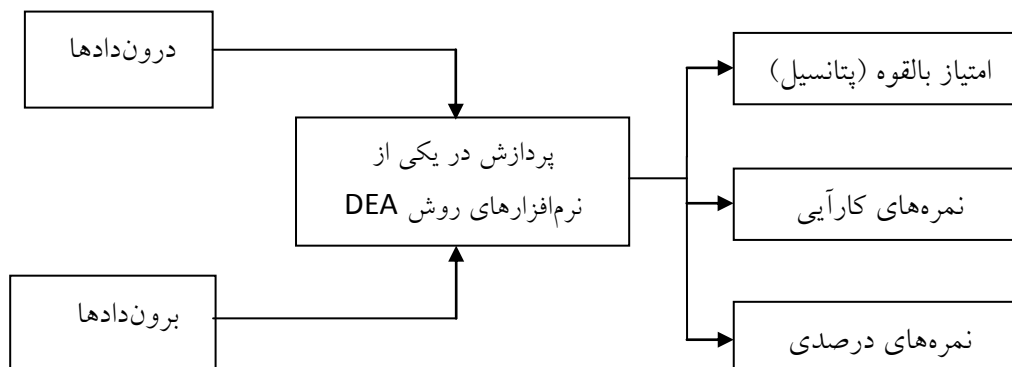 درون‌دادها
امتیاز بالقوه (پتانسیل)
پردازش در یکی از
نرم‌افزارهای روش DEA
نمره‌های کارآیی
برون‌دادها
نمره‌های درصدی